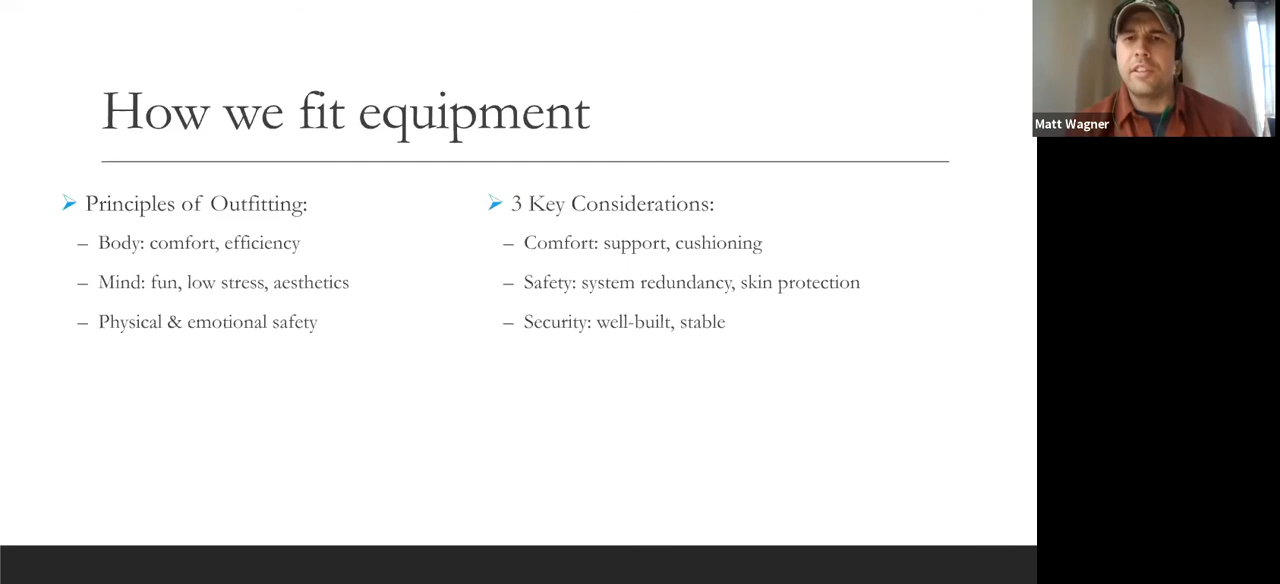 How we fit equipment
Principles of Outfitting:
– Body: comfort, efficiency
– Mind: fun, low stress, aesthetics
– Physical & emotional safety
3 Key Considerations:
– Comfort: support, cushioning
– Safety: system redundancy, skin protection
– Security: well-built, stable
Matt Wagner